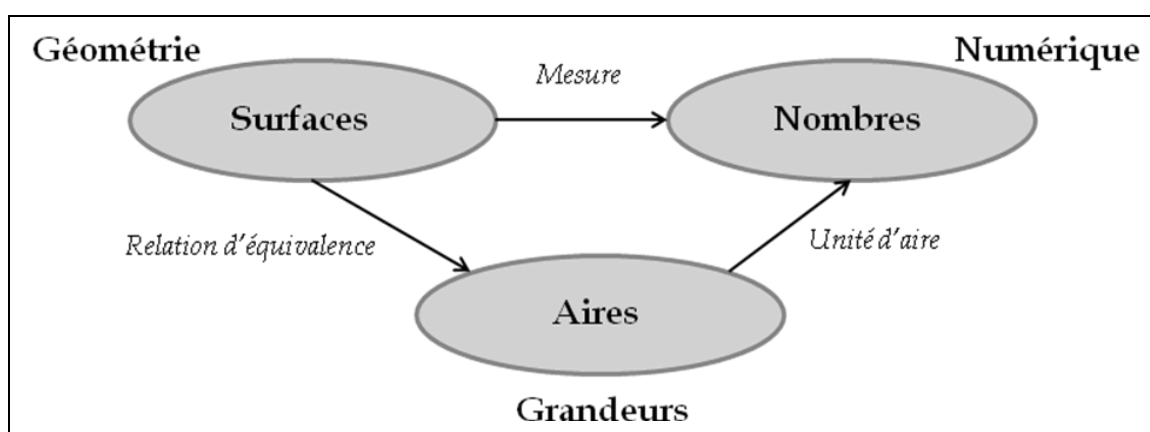 Géométrie
Numérique
Mesure
Surfaces
Nombres
Relation d'équivalence
Unité d'aire
Aires
Grandeurs